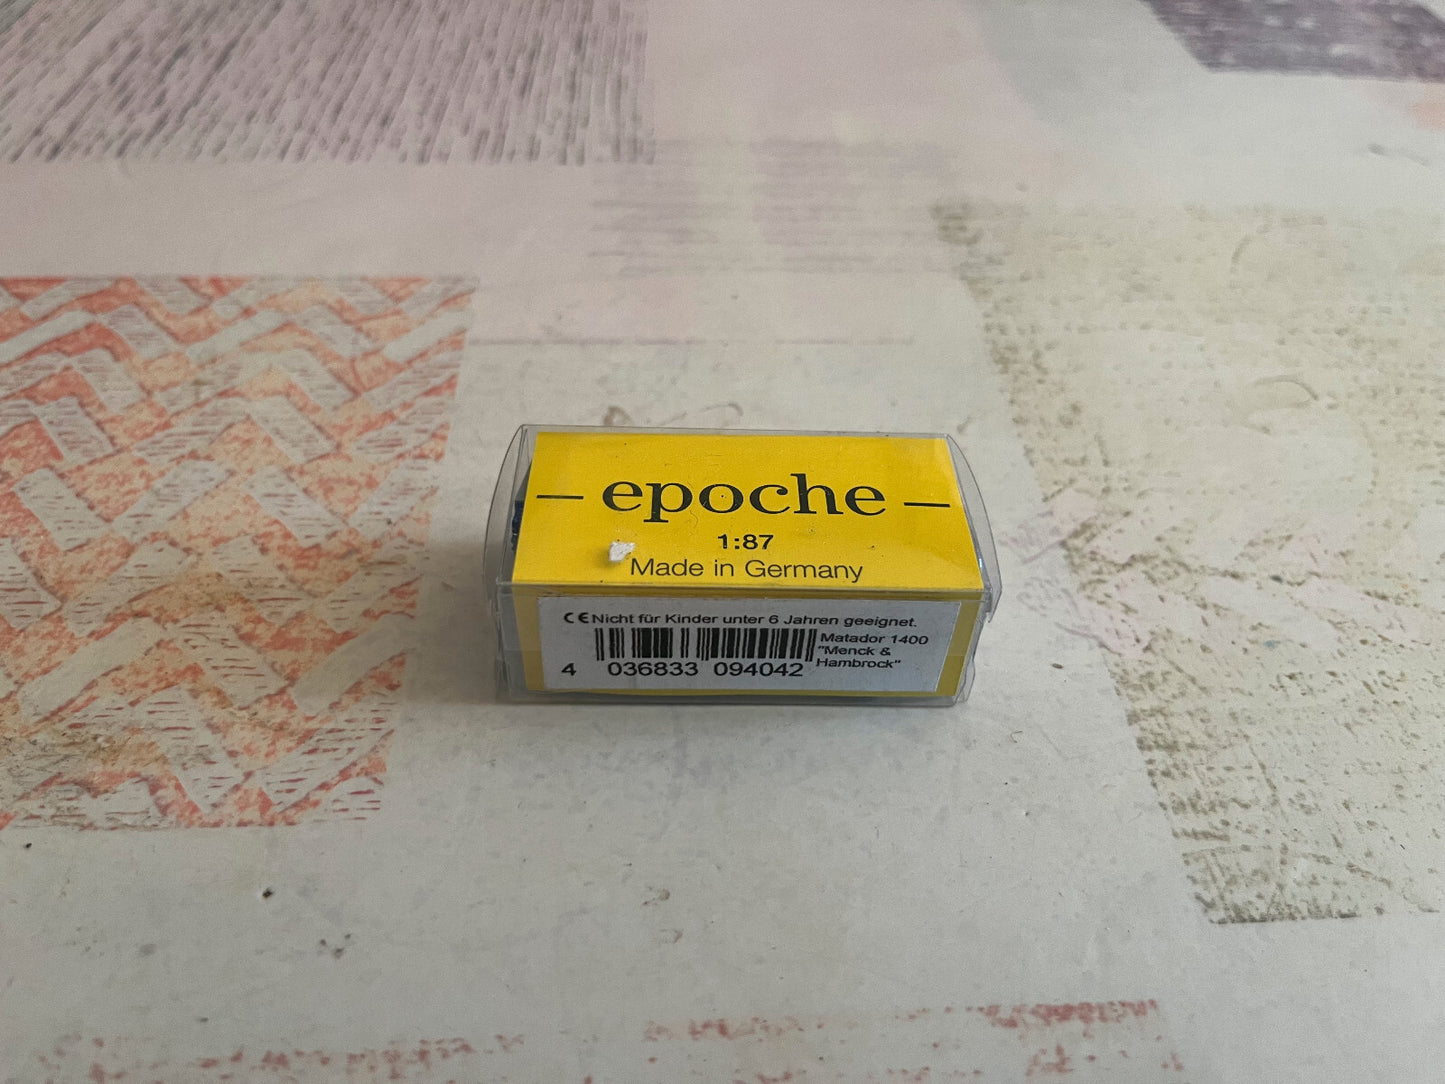 — epoche —
1:87
Made in Germany
CE Nicht für Kinder unter 6 Jahren geeignet.
Matador 1400
"Menck &
Hambrock"
4 036833 094042